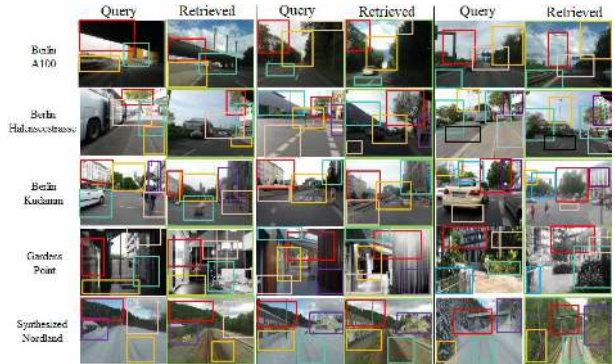 Query Retrieved Query Retrieved Query Retrieved
Berlin
A100
Berlin
Halenseestrasse
Berlin
Kudamm
Gardens
Point
Synthesized
Nordland